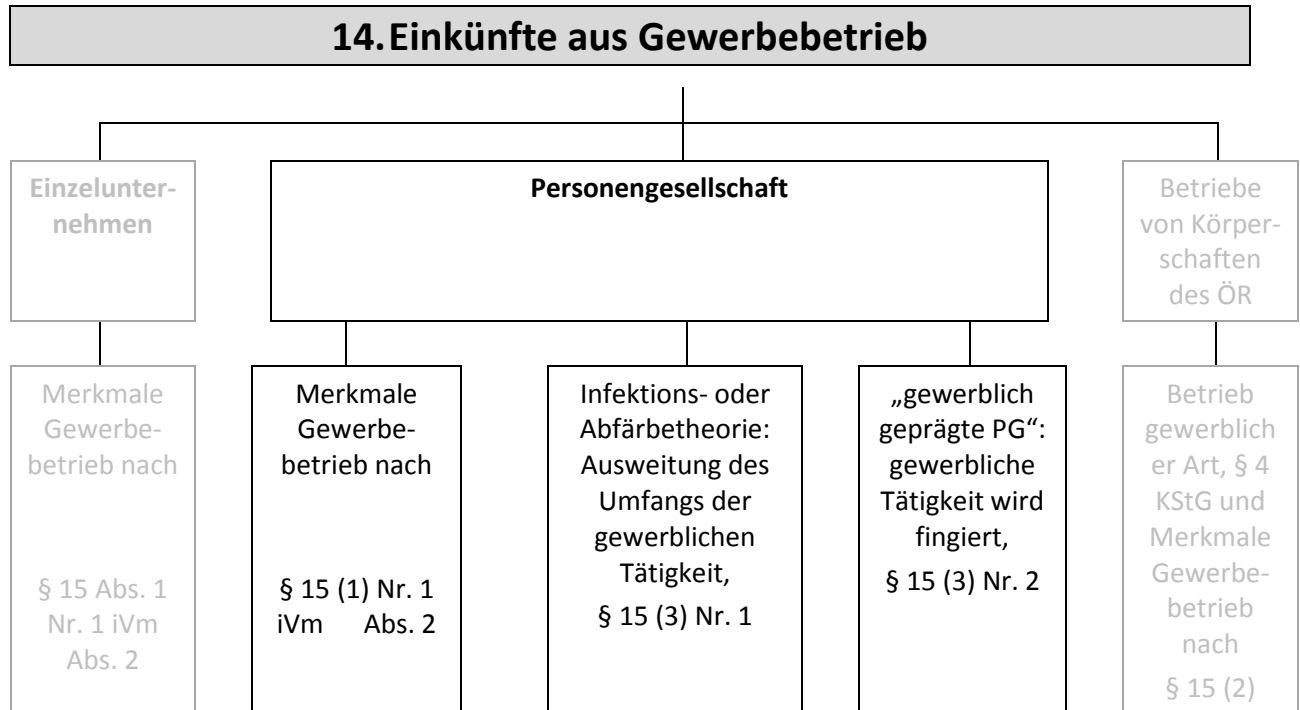 14. Einkünfte aus Gewerbebetrieb
Einzelunter-
nehmen
Personengesellschaft
Betriebe
von Körper-
schaften
des ÖR
Merkmale
Gewerbe-
betrieb nach
§ 15 Abs. 1
Nr. 1 iVm
Abs. 2
Merkmale
Gewerbe-
betrieb nach
§ 15 (1) Nr. 1
iVm Abs. 2
Infektions- oder
Abfärbetheorie:
Ausweitung des
Umfangs der
gewerblichen
Tätigkeit,
§ 15 (3) Nr. 1
„gewerblich
geprägte PG“:
gewerbliche
Tätigkeit wird
fingiert,
§ 15 (3) Nr. 2
Betrieb
gewerblich
er Art, § 4
KStG und
Merkmale
Gewerbe-
betrieb
nach
§ 15 (2)